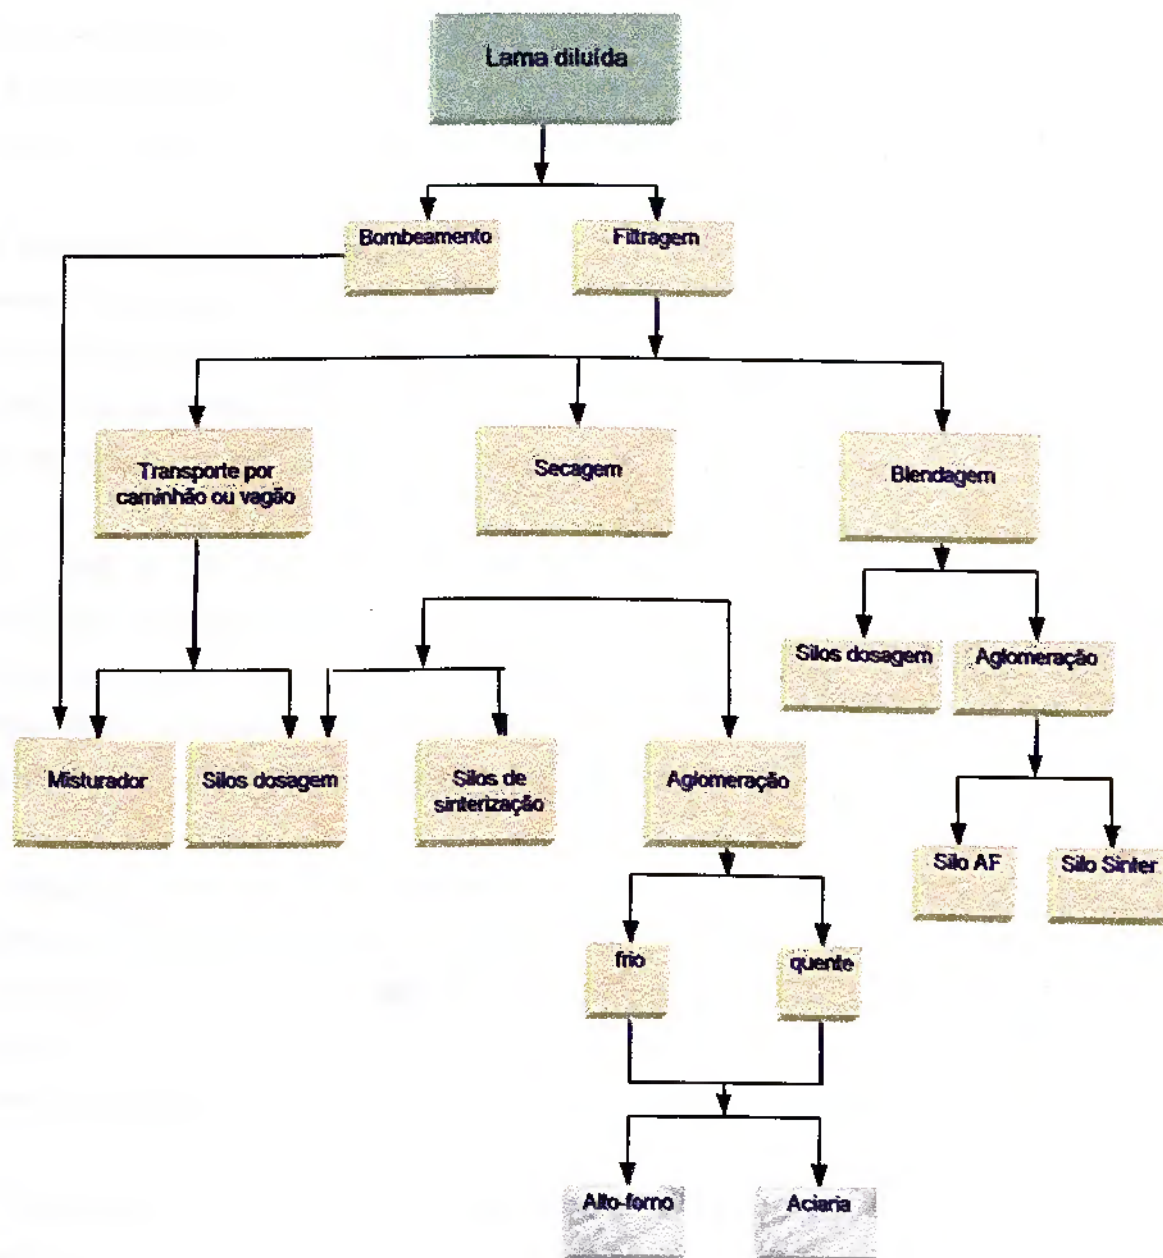 Lama diluída
Bombeamento
Filtragem
Transporte por
caminhão ou vagão
Secagem
Blendagem
Silos dosagem
Aglomeração
Misturador
Silos dosagem
Silos de
sinterização
Aglomeração
Silo AF
Silo Sinter
frio
quente
Alto-forno
Aciaria